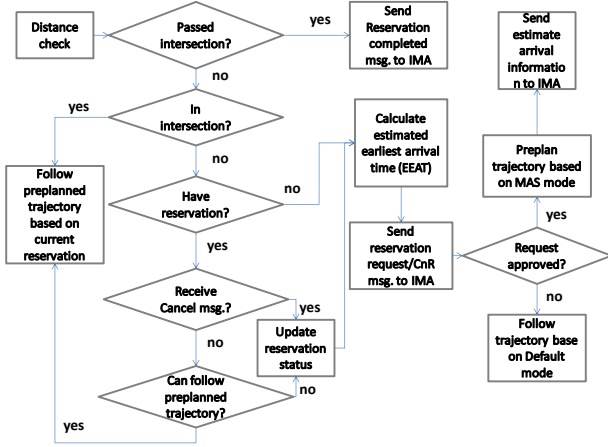 Distance
check
Passed
intersection?
yes
Send
Reservation
completed
msg. to IMA
no
In
intersection?
yes
no
Follow
preplanned
trajectory
based on
current
reservation
Have
reservation?
no
yes
Receive
Cancel msg.?
yes
no
Update
reservation
status
Can follow
preplanned
trajectory?
no
yes
Calculate
estimated
earliest arrival
time (EEAT)
Send
reservation
request/CnR
msg. to IMA
Request
approved?
yes
Preplan
trajectory based
on MAS mode
Send
estimate
arrival
informatio
n to IMA
no
Follow
trajectory base
on Default
mode